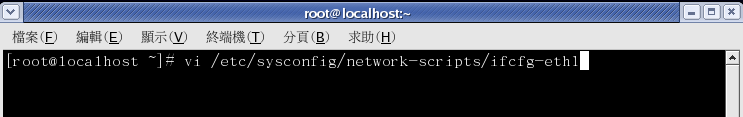 root@localhost:~
檔案(F) 編輯(E) 顯示(V) 終端機(T) 分頁(B) 求助(H)
[root@localhost ~]# vi /etc/sysconfig/network-scripts/ifcfg-eth1